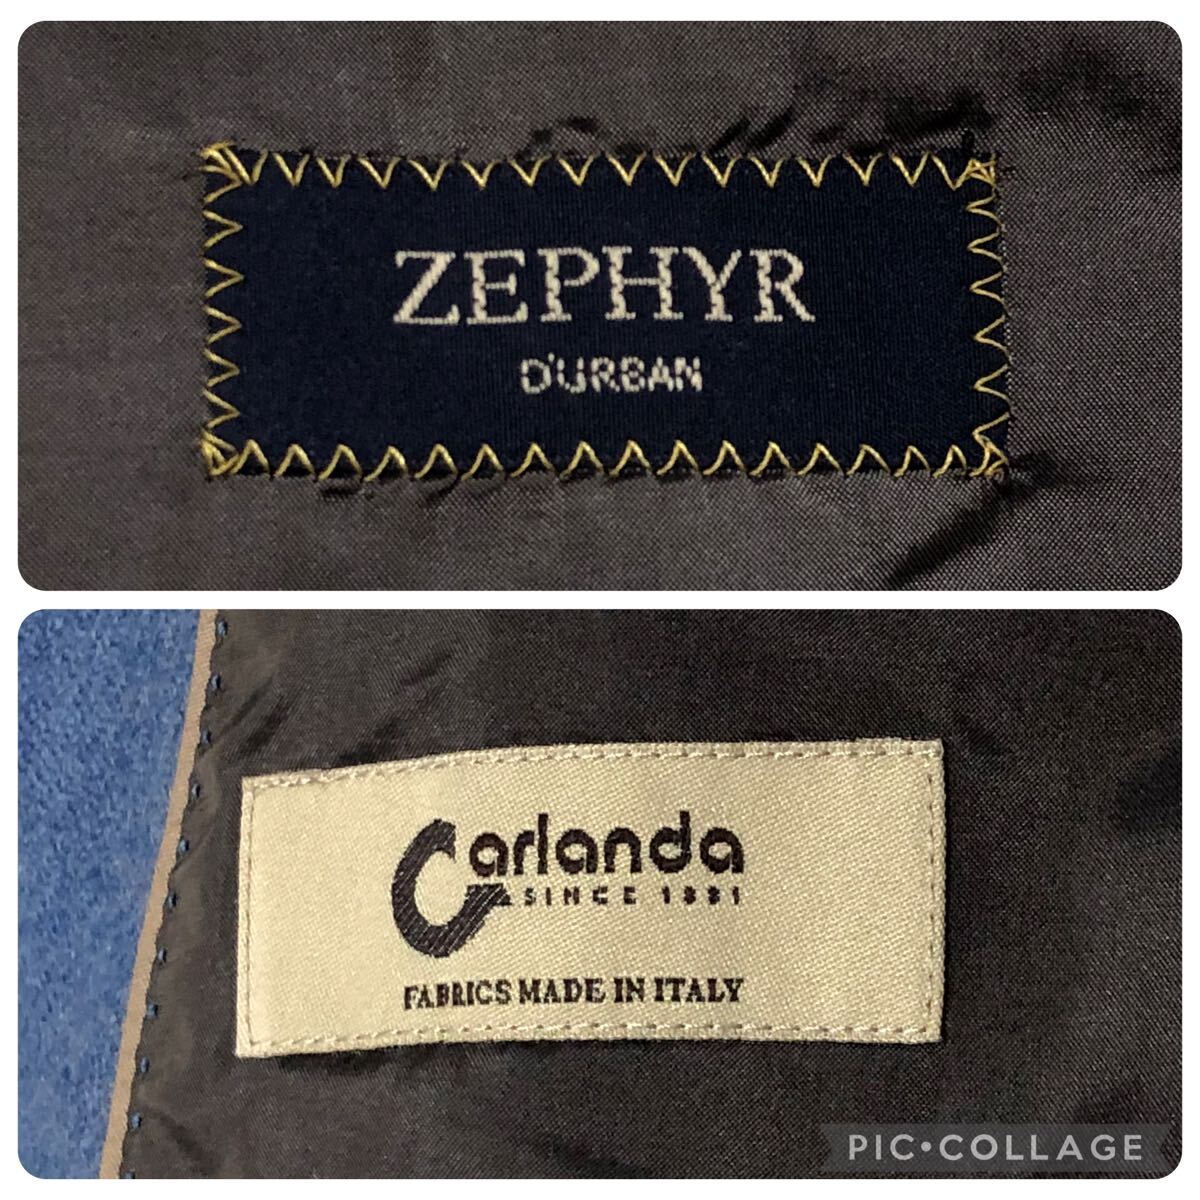 ZEPHYR
D'URBAN
Carlanda
SINCE 1881
FABRICS MADE IN ITALY
PIC•COLLAGE